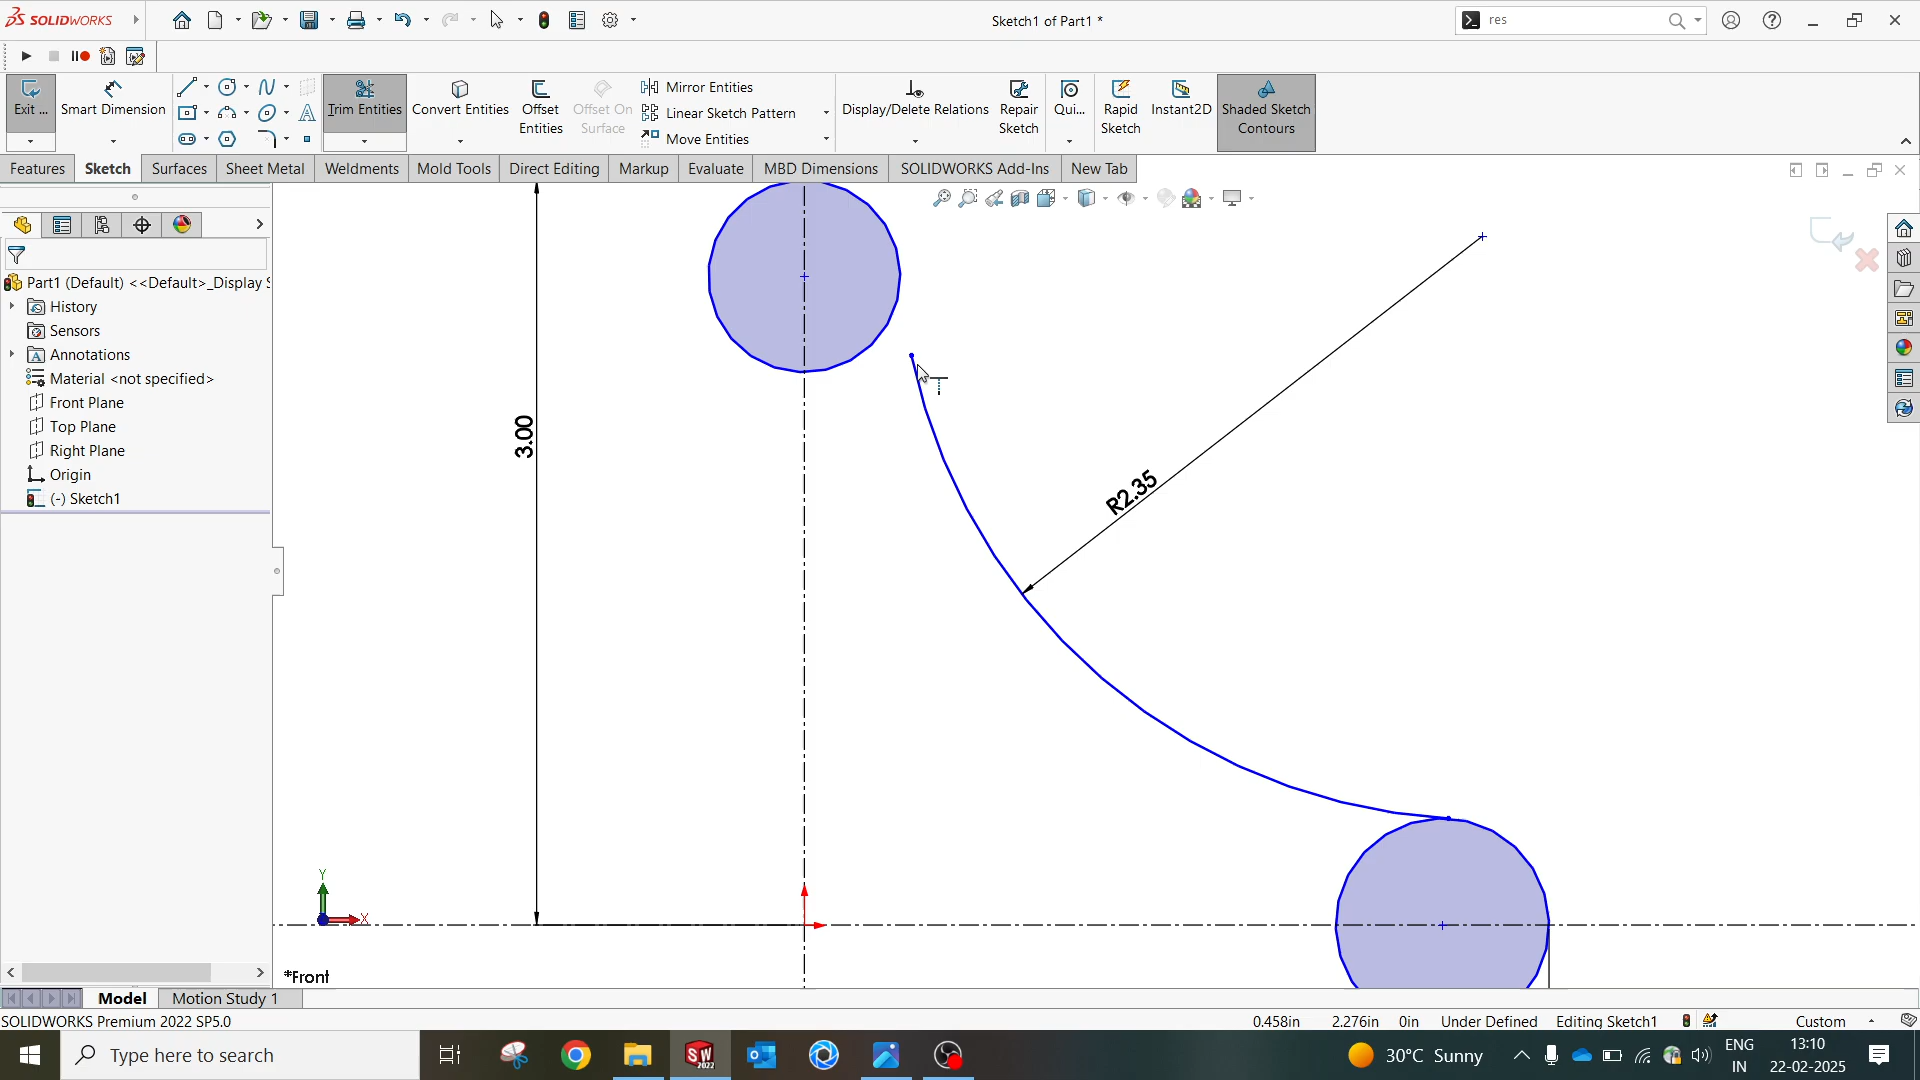 SOLIDWORKS
Sketch1 of Part1 *
res
Exit ...
Smart Dimension
Trim Entities
Convert Entities
Offset
Entities
Offset On
Surface
Mirror Entities
Linear Sketch Pattern
Move Entities
Display/Delete Relations
Repair
Sketch
Qui...
Rapid
Sketch
Instant2D
Shaded Sketch
Contours
Features
Sketch
Surfaces
Sheet Metal
Weldments
Mold Tools
Direct Editing
Markup
Evaluate
MBD Dimensions
SOLIDWORKS Add-Ins
New Tab
Part1 (Default) <<Default>_Display S
History
Sensors
Annotations
Material <not specified>
Front Plane
Top Plane
Right Plane
Origin
(-) Sketch1
3.00
R2.35
Y
X
*Front
Model
Motion Study 1
SOLIDWORKS Premium 2022 SP5.0
0.458in
2.276in
0in
Under Defined
Editing Sketch1
Custom
Type here to search
SW
2022
30°C Sunny
ENG
IN
13:10
22-02-2025